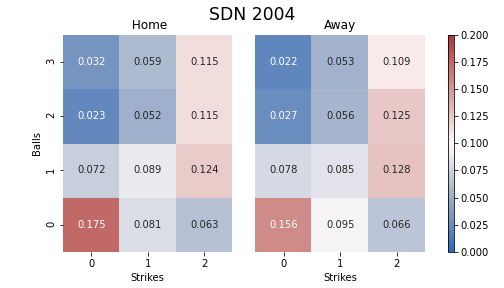 SDN 2004
Home Away
3 0.032 0.059 0.115 0.022 0.053 0.109
2 0.023 0.052 0.115 0.027 0.056 0.125
1 0.072 0.089 0.124 0.078 0.085 0.128
0 0.175 0.081 0.063 0.156 0.095 0.066
Balls
0 1 2 0 1 2
Strikes Strikes
0.200
0.175
0.150
0.125
0.100
0.075
0.050
0.025
0.000